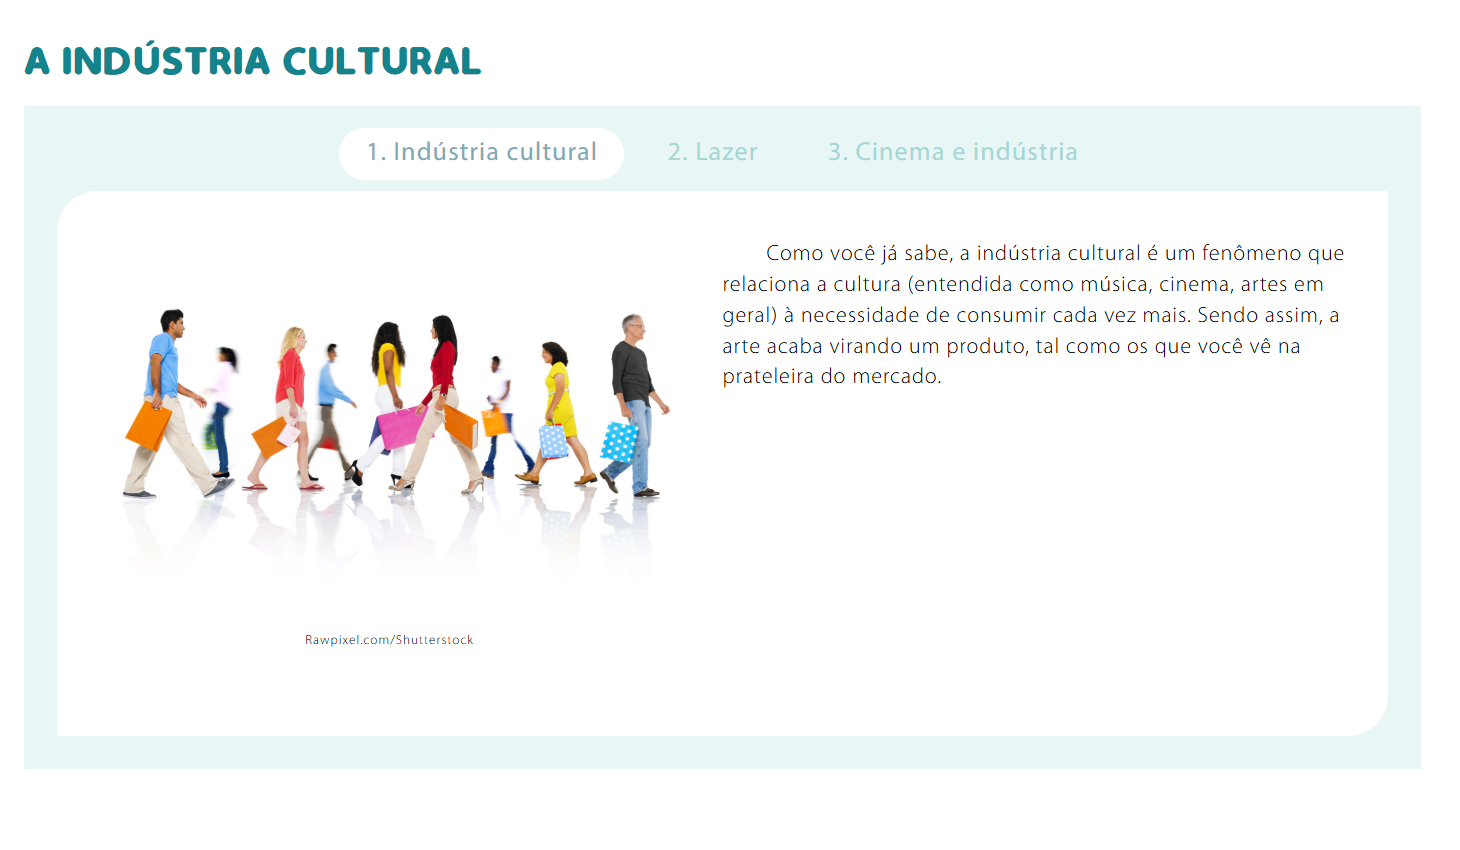 A INDÚSTRIA CULTURAL
1. Indústria cultural
2. Lazer
3. Cinema e indústria
Como você já sabe, a indústria cultural é um fenômeno que
relaciona a cultura (entendida como música, cinema, artes em
geral) à necessidade de consumir cada vez mais. Sendo assim, a
arte acaba virando um produto, tal como os que você vê na
prateleira do mercado.
Rawpixel.com/Shutterstock